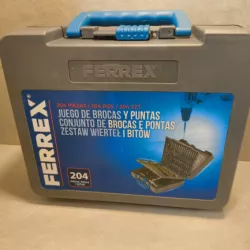 FERREX
FERREX®
JUEGO DE BROCAS Y PUNTAS
CONJUNTO DE BROCAS E PONTAS
ZESTAW WIERTEŁ I BITÓW
204